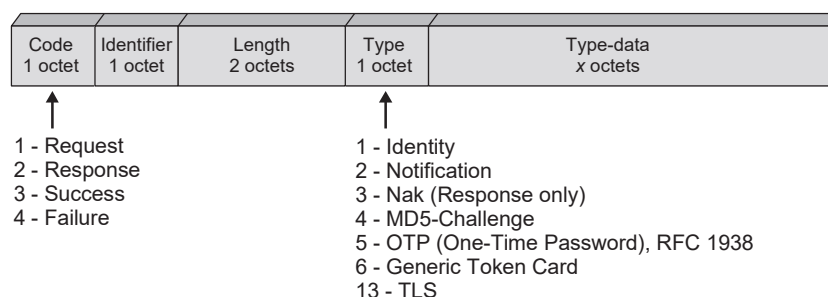 Code Identifier Length Type Type-data
1 octet 1 octet 2 octets 1 octet x octets
1 - Request
2 - Response
3 - Success
4 - Failure
1 - Identity
2 - Notification
3 - Nak (Response only)
4 - MD5-Challenge
5 - OTP (One-Time Password), RFC 1938
6 - Generic Token Card
13 - TLS